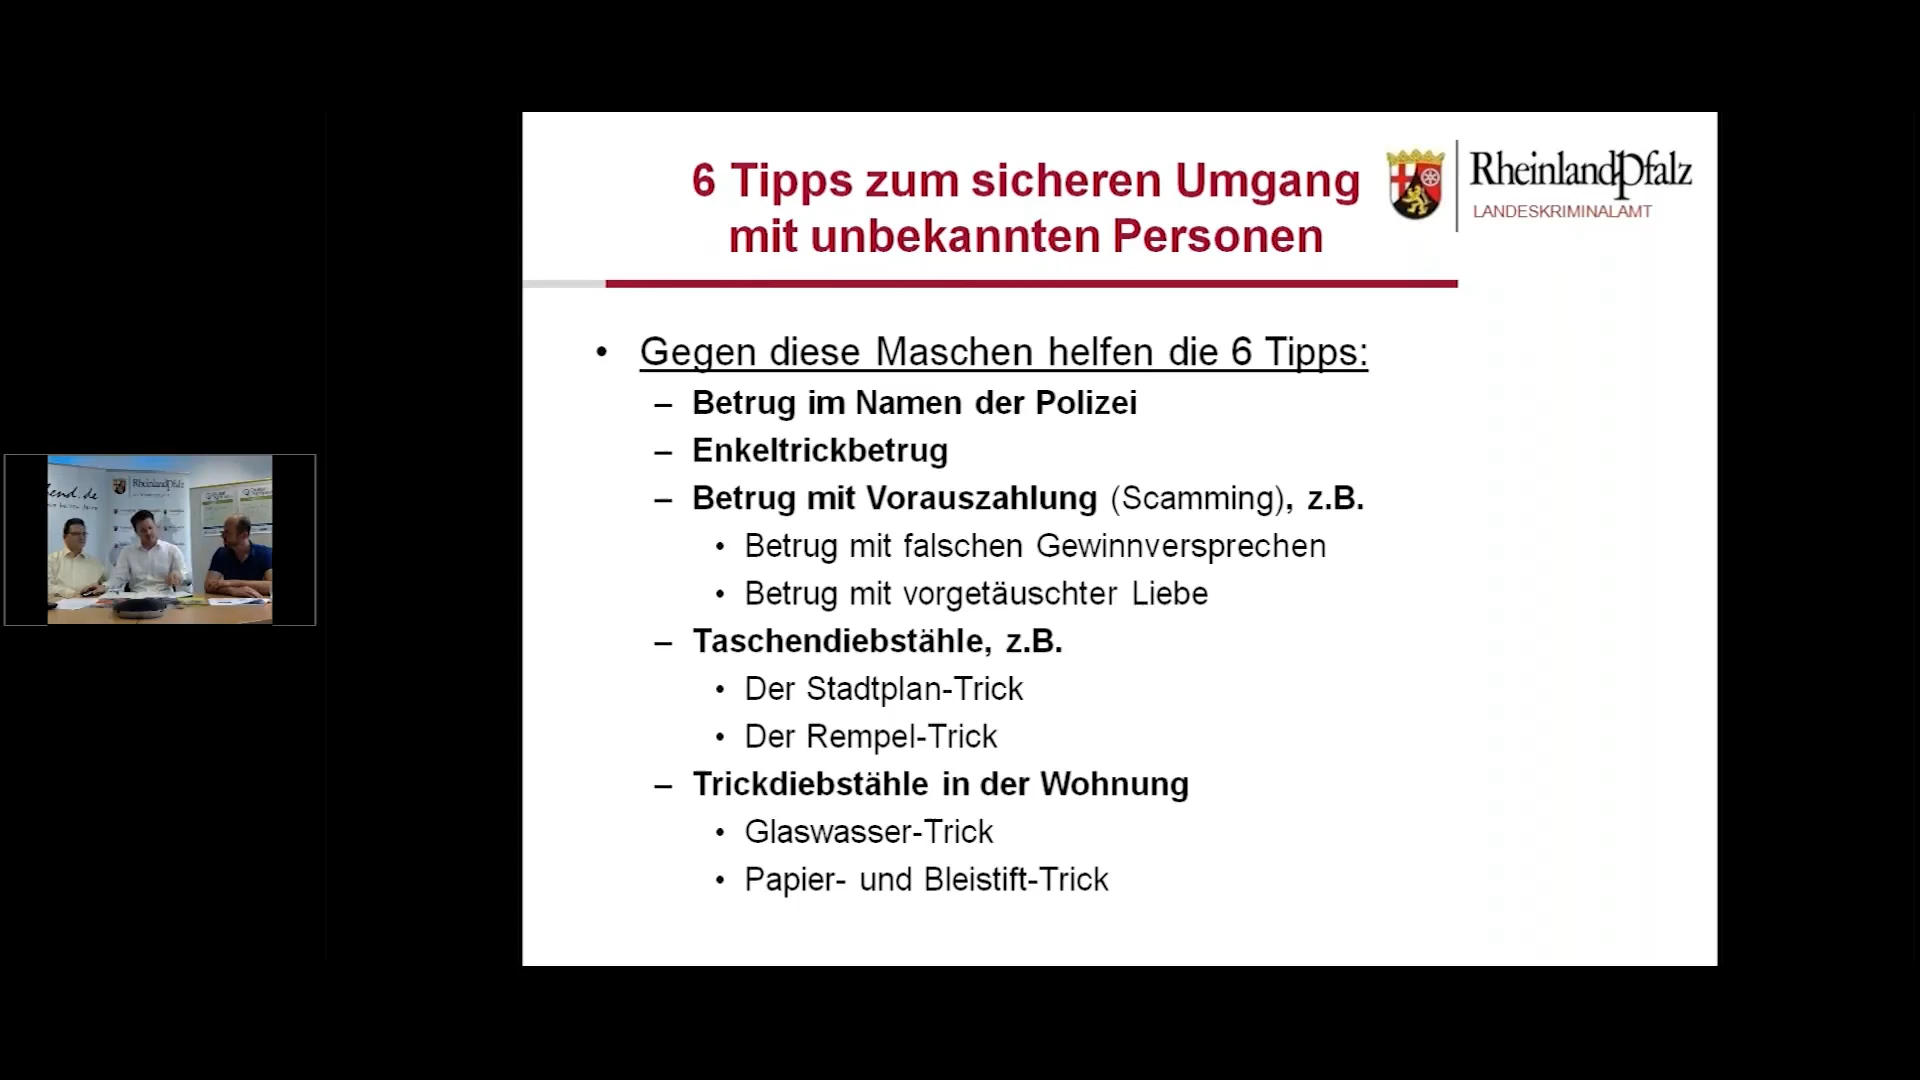 6 Tipps zum sicheren Umgang
mit unbekannten Personen
RheinlandPfalz
LANDESKRIMINALAMT
• Gegen diese Maschen helfen die 6 Tipps:
– Betrug im Namen der Polizei
– Enkeltrickbetrug
– Betrug mit Vorauszahlung (Scamming), z.B.
• Betrug mit falschen Gewinnversprechen
• Betrug mit vorgetäuschter Liebe
– Taschendiebstähle, z.B.
• Der Stadtplan-Trick
• Der Rempel-Trick
– Trickdiebstähle in der Wohnung
• Glaswasser-Trick
• Papier- und Bleistift-Trick
RheinlandPfalz